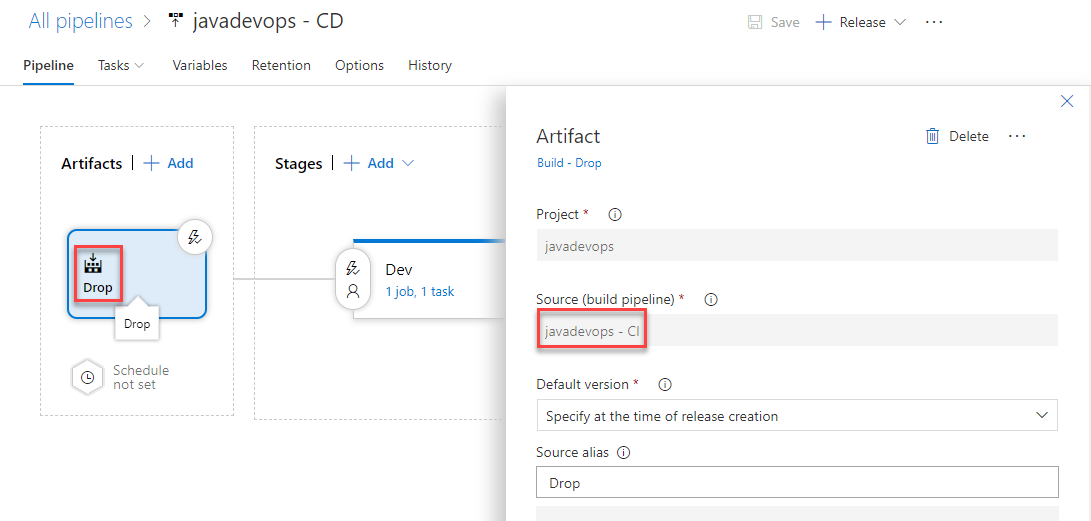 All pipelines > javadevops - CD
Save + Release ...
Pipeline Tasks Variables Retention Options History
Artifacts | + Add
Stages | + Add
Drop
Drop
Schedule
not set
Dev
1 job, 1 task
Artifact
Delete ...
Build - Drop
Project *
javadevops
Source (build pipeline) *
javadevops - CI
Default version *
Specify at the time of release creation
Source alias
Drop